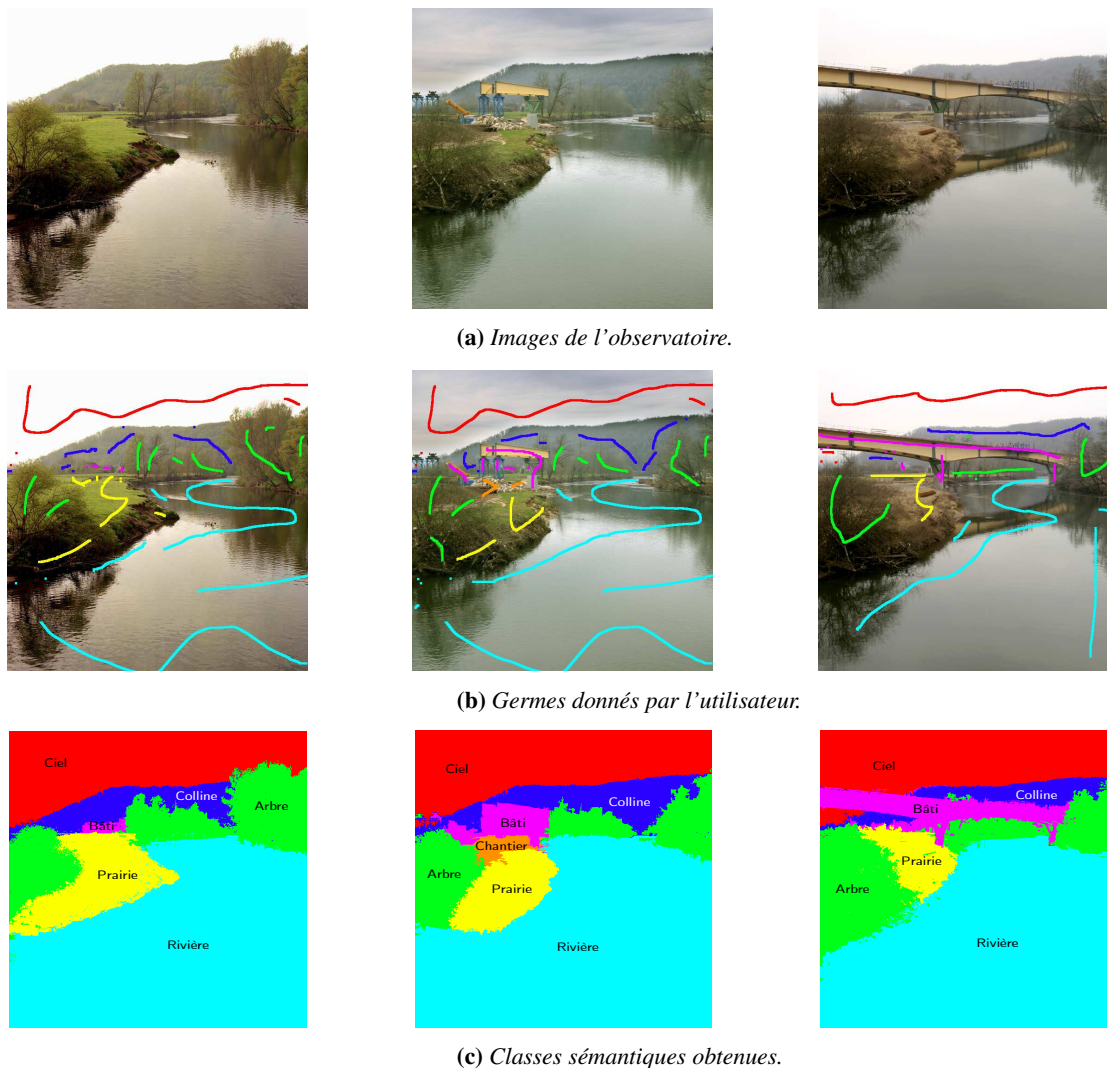 (a) Images de l'observatoire.
(b) Germes donnés par l'utilisateur.
Ciel
Colline
Arbre
Bâti
Prairie
Rivière
Ciel
Colline
Bâti
Chantier
Arbre
Prairie
Rivière
Ciel
Colline
Prairie
Arbre
Rivière
(c) Classes sémantiques obtenues.